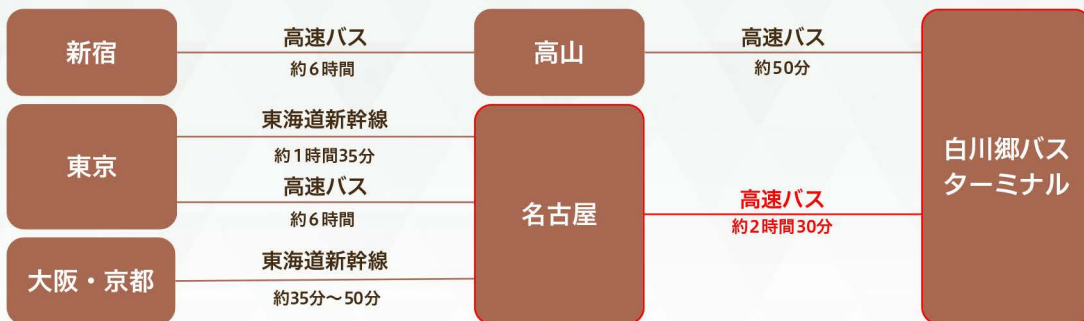 新宿
高速バス
約6時間
高山
高速バス
約50分
東京
東海道新幹線
約1時間35分
高速バス
約6時間
名古屋
高速バス
約2時間30分
白川郷バス
ターミナル
大阪・京都
東海道新幹線
約35分～50分